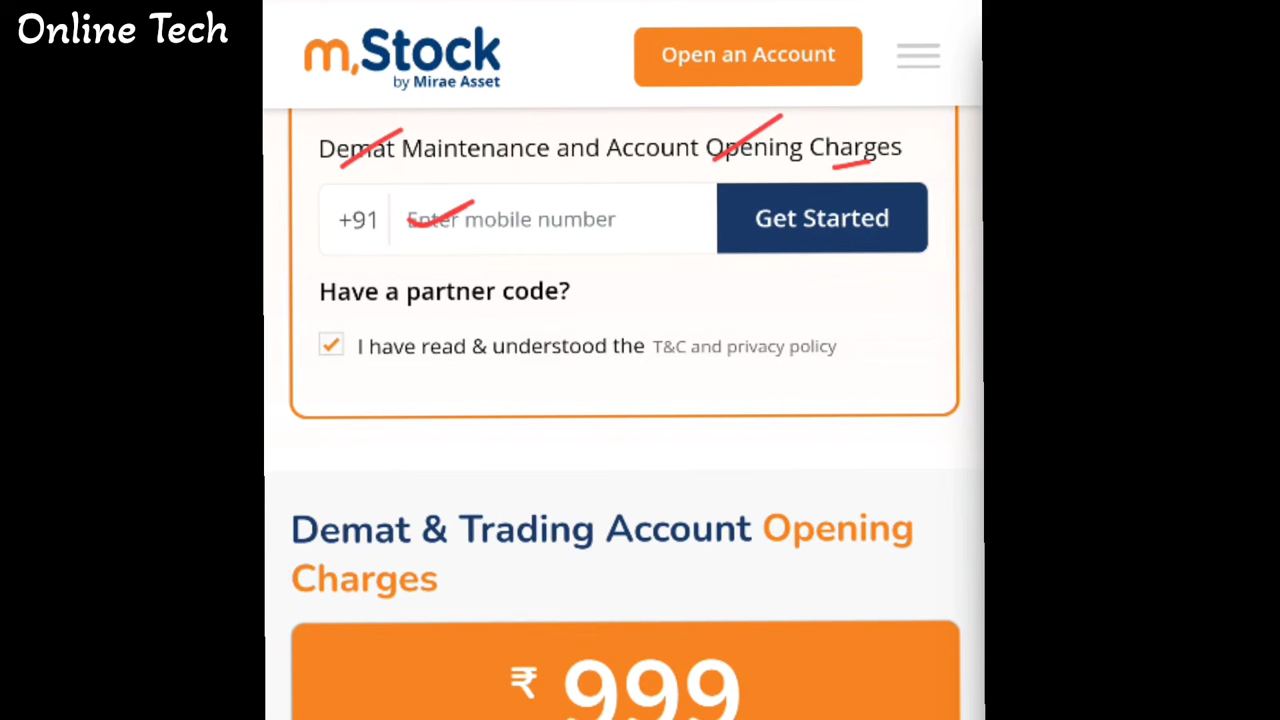 Online Tech
m.Stock
by Mirae Asset
Open an Account
Demat Maintenance and Account Opening Charges
+91 Enter mobile number Get Started
Have a partner code?
I have read & understood the T&C and privacy policy
Demat & Trading Account Opening
Charges
₹ 999